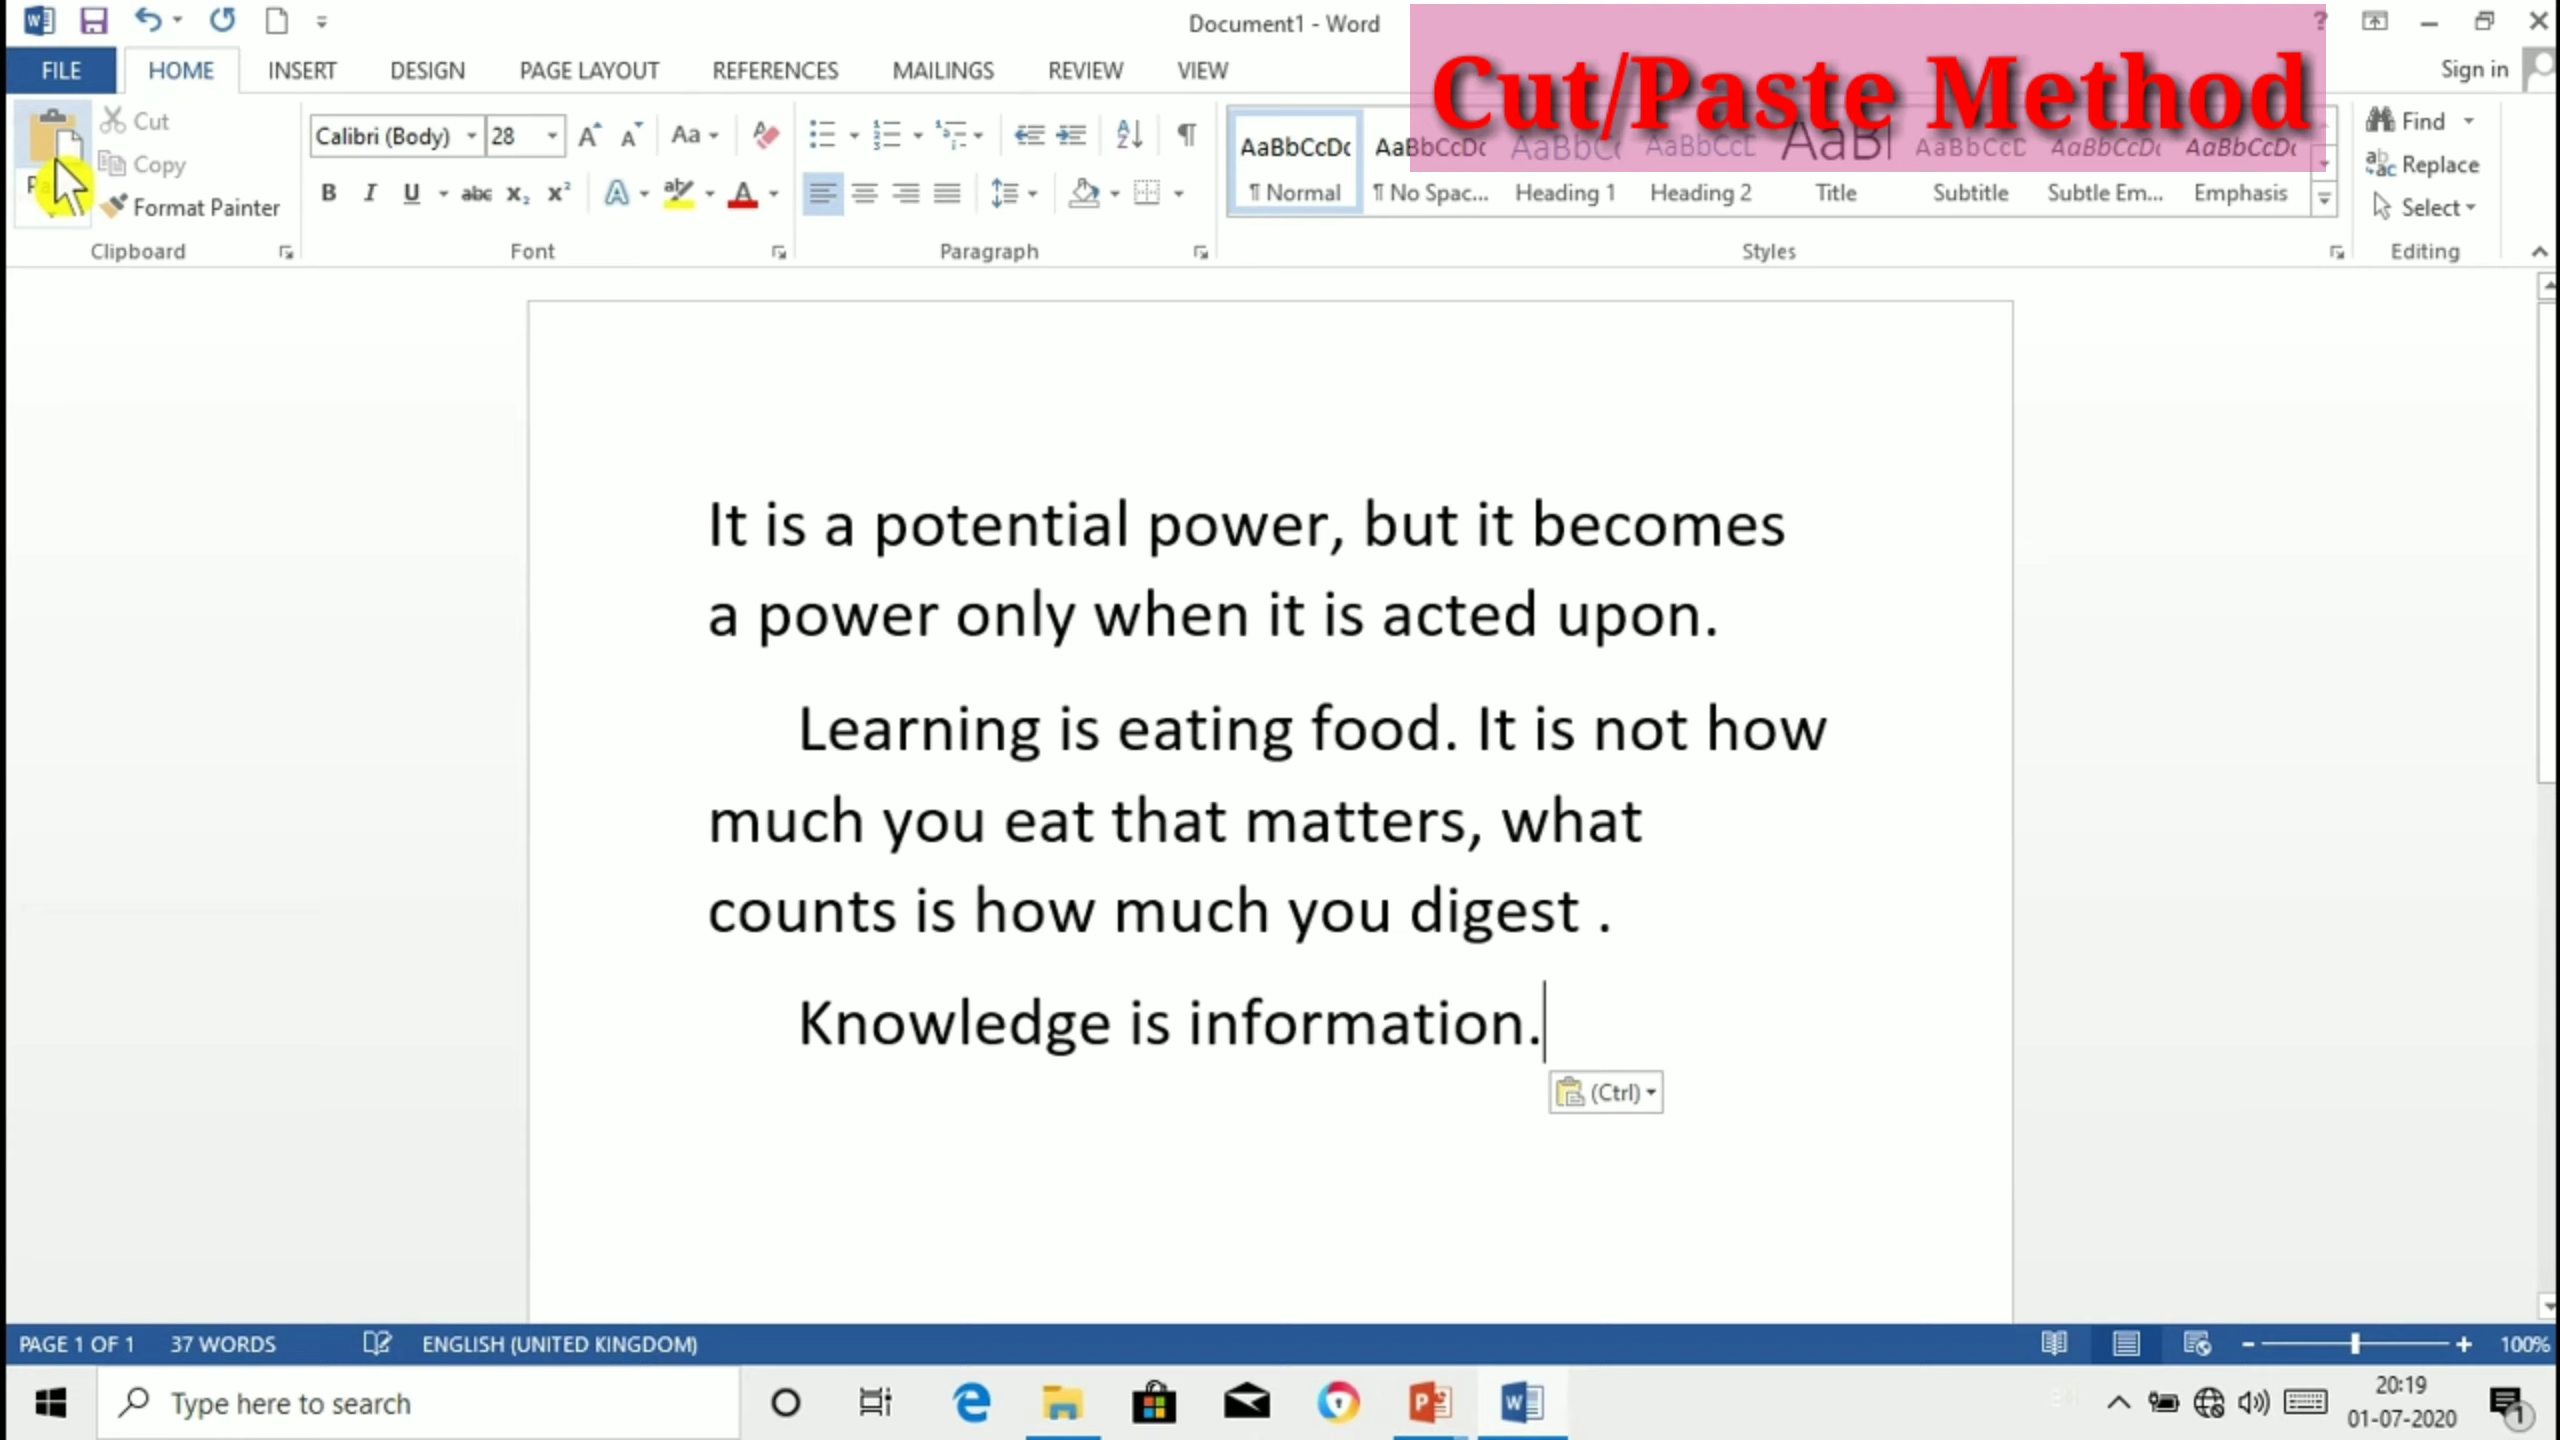 Document1 - Word
Cut/Paste Method
?
FILE HOME INSERT DESIGN PAGE LAYOUT REFERENCES MAILINGS REVIEW VIEW
Sign in
Cut
Copy
Format Painter
Clipboard
Calibri (Body) 28
Font
Paragraph
AaBbCcDc AaBbCcDc AaBbC( AaBbCcD AaBl AaBbCcD AaBbCcDc AaBbCcDc
¶ Normal ¶ No Spac... Heading 1 Heading 2 Title Subtitle Subtle Em... Emphasis
Styles
Find
Replace
Select
Editing
It is a potential power, but it becomes
a power only when it is acted upon.
Learning is eating food. It is not how
much you eat that matters, what
counts is how much you digest .
Knowledge is information.
(Ctrl)
PAGE 1 OF 1 37 WORDS ENGLISH (UNITED KINGDOM) 100%
Type here to search
20:19
01-07-2020
1